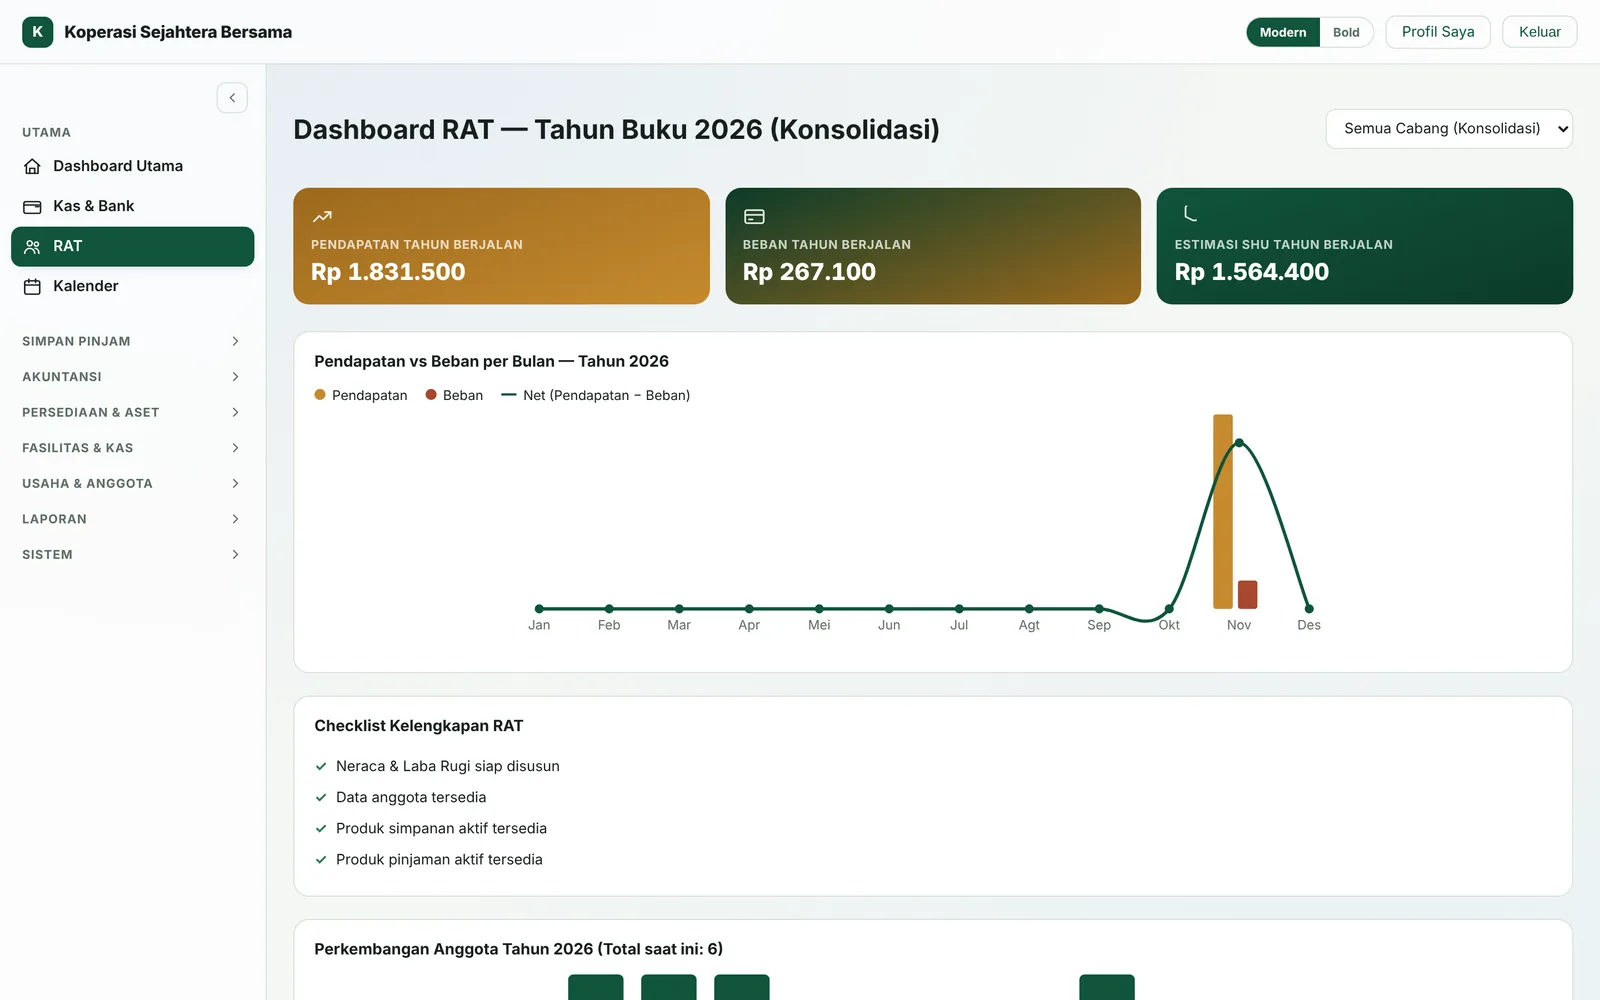 K Koperasi Sejahtera Bersama
Modern Bold Profil Saya Keluar
UTAMA
Dashboard Utama
Kas & Bank
RAT
Kalender
SIMPAN PINJAM
AKUNTANSI
PERSEDIAAN & ASET
FASILITAS & KAS
USAHA & ANGGOTA
LAPORAN
SISTEM
Dashboard RAT — Tahun Buku 2026 (Konsolidasi)
Semua Cabang (Konsolidasi)
PENDAPATAN TAHUN BERJALAN
Rp 1.831.500
BEBAN TAHUN BERJALAN
Rp 267.100
ESTIMASI SHU TAHUN BERJALAN
Rp 1.564.400
Pendapatan vs Beban per Bulan — Tahun 2026
Pendapatan Beban Net (Pendapatan − Beban)
Jan Feb Mar Apr Mei Jun Jul Agt Sep Okt Nov Des
Checklist Kelengkapan RAT
Neraca & Laba Rugi siap disusun
Data anggota tersedia
Produk simpanan aktif tersedia
Produk pinjaman aktif tersedia
Perkembangan Anggota Tahun 2026 (Total saat ini: 6)